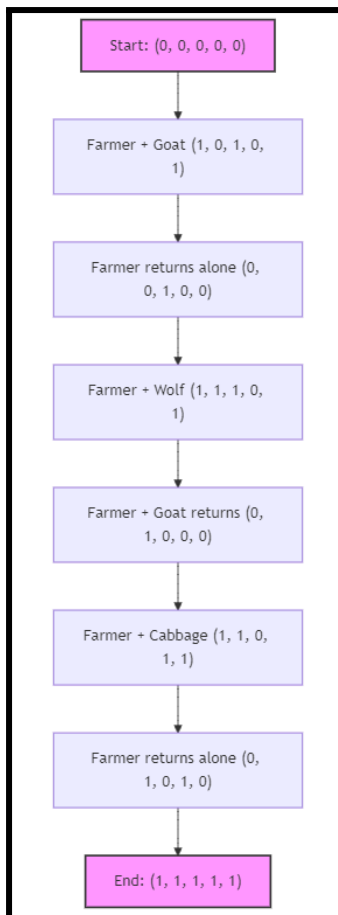 Start: (0, 0, 0, 0, 0)
Farmer + Goat (1, 0, 1, 0,
1)
Farmer returns alone (0,
0, 1, 0, 0)
Farmer + Wolf (1, 1, 1, 0,
1)
Farmer + Goat returns (0,
1, 0, 0, 0)
Farmer + Cabbage (1, 1, 0,
1, 1)
Farmer returns alone (0,
1, 0, 1, 0)
End: (1, 1, 1, 1, 1)